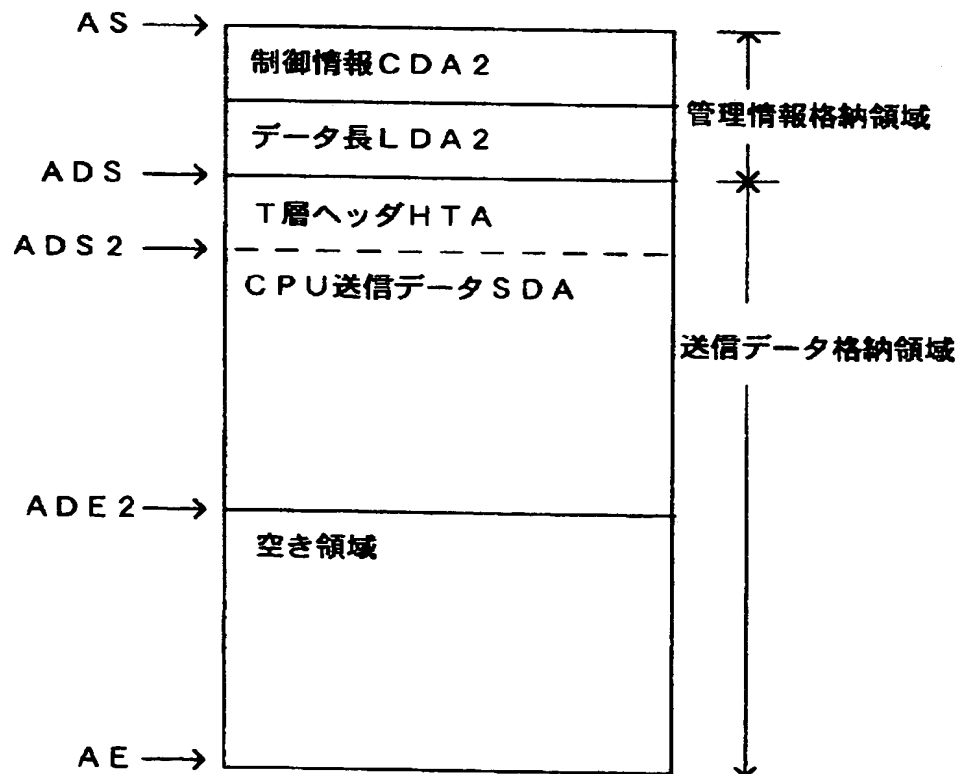 AS
制御情報CDA2
管理情報格納領域
データ長LDA2
ADS
T層ヘッダHTA
ADS2
CPU送信データSDA
送信データ格納領域
ADE2
空き領域
AE